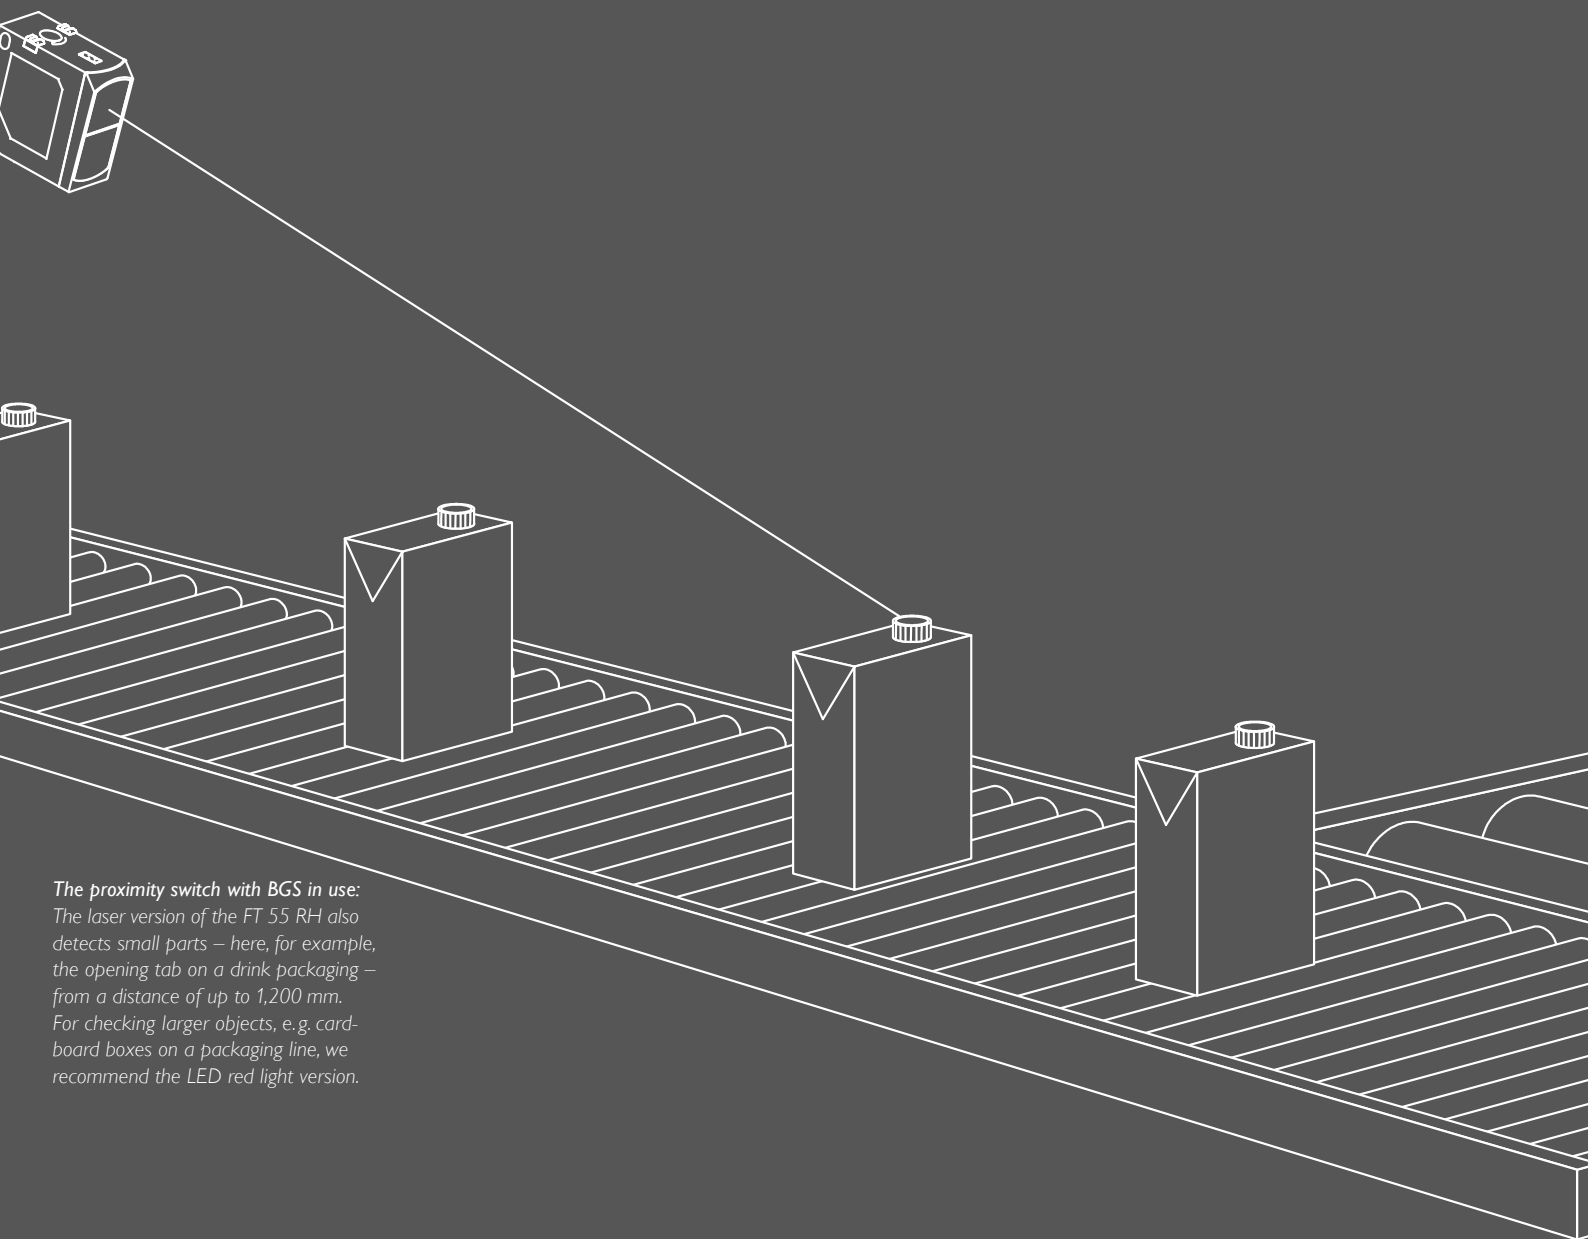 The proximity switch with BGS in use:
The laser version of the FT 55 RH also
detects small parts – here, for example,
the opening tab on a drink packaging –
from a distance of up to 1,200 mm.
For checking larger objects, e.g. card-
board boxes on a packaging line, we
recommend the LED red light version.